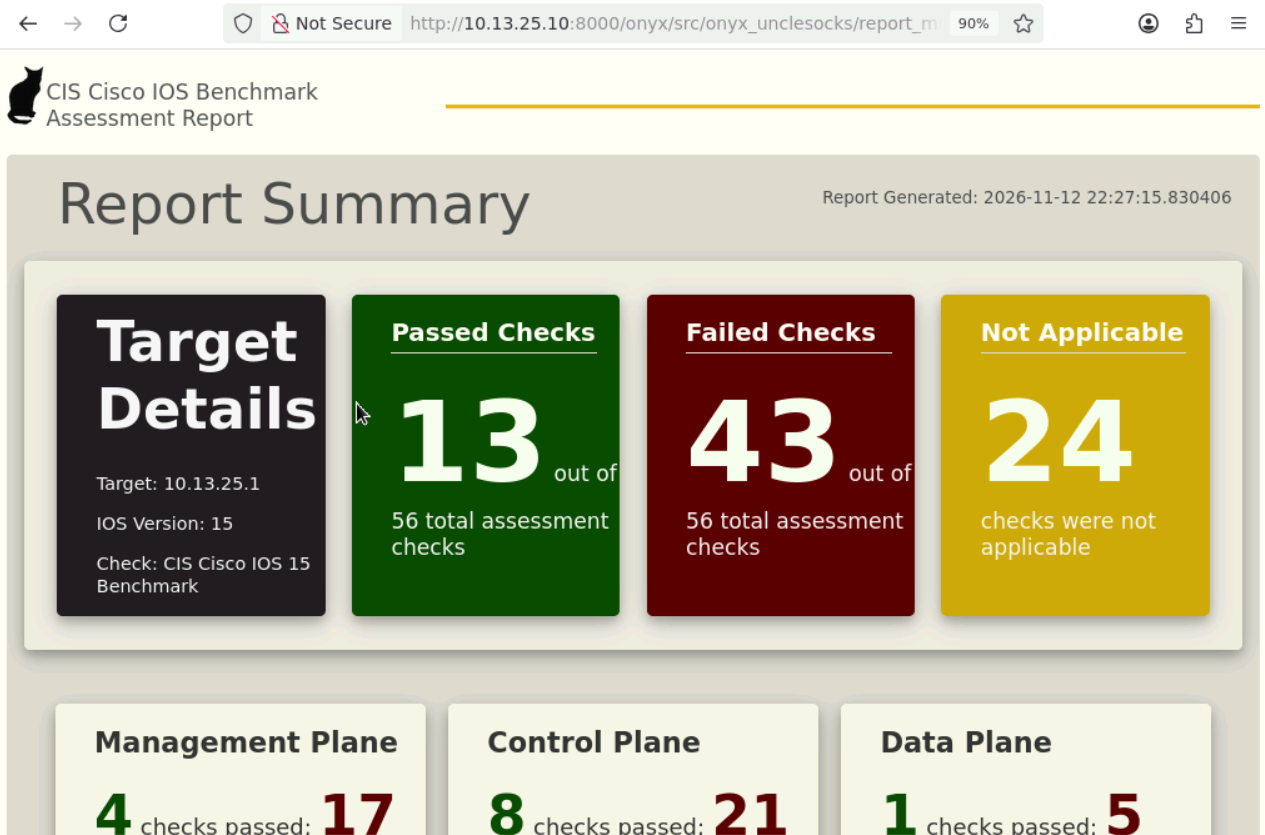 Not Secure
http://10.13.25.10:8000/onyx/src/onyx_unclesocks/report_m
90%
CIS Cisco IOS Benchmark
Assessment Report
Report Summary
Report Generated: 2026-11-12 22:27:15.830406
Target
Details
Target: 10.13.25.1
IOS Version: 15
Check: CIS Cisco IOS 15
Benchmark
Passed Checks
13 out of
56 total assessment
checks
Failed Checks
43 out of
56 total assessment
checks
Not Applicable
24
checks were not
applicable
Management Plane
4 checks passed; 17
Control Plane
8 checks passed; 21
Data Plane
1 checks passed; 5